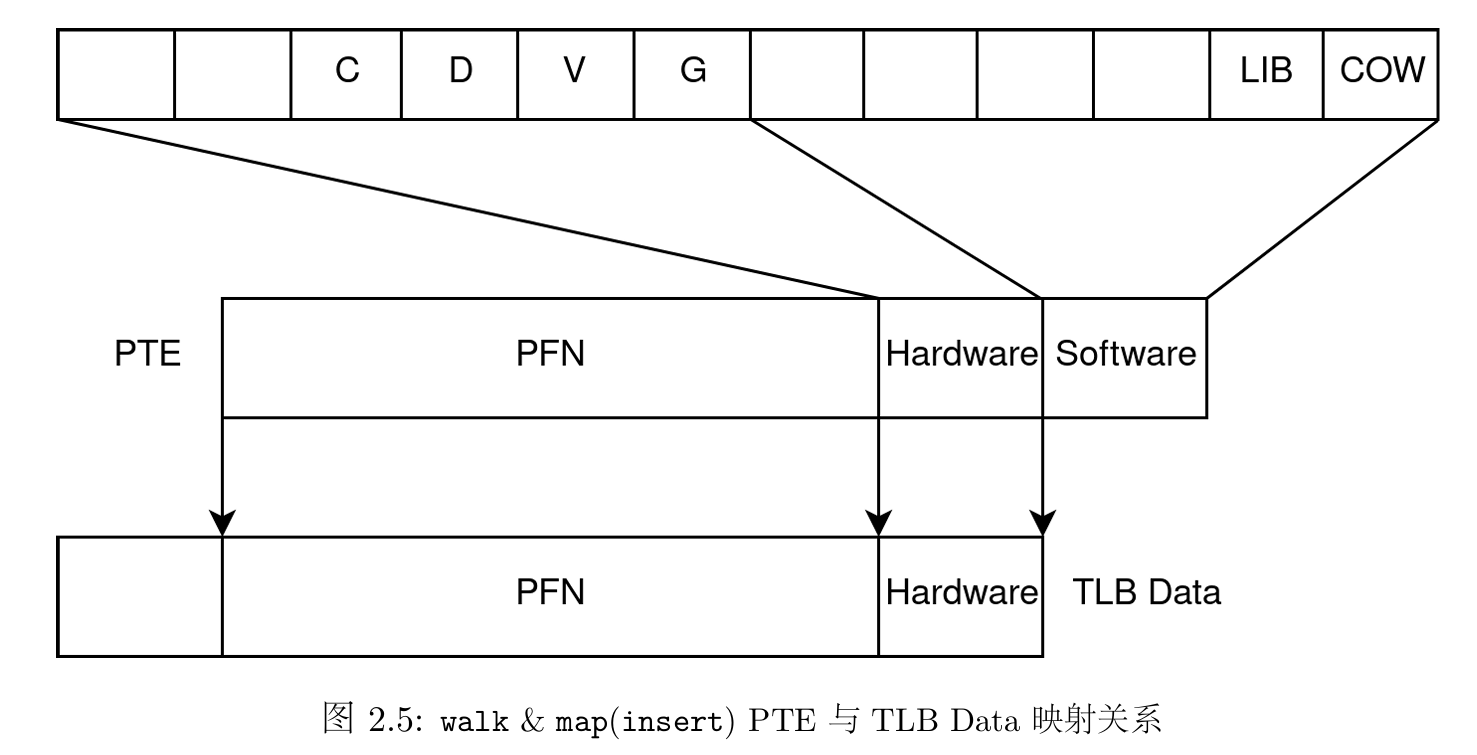 C D V G LIB COW
PTE PFN Hardware Software
PFN Hardware TLB Data
图 2.5: walk & map(insert) PTE 与 TLB Data 映射关系